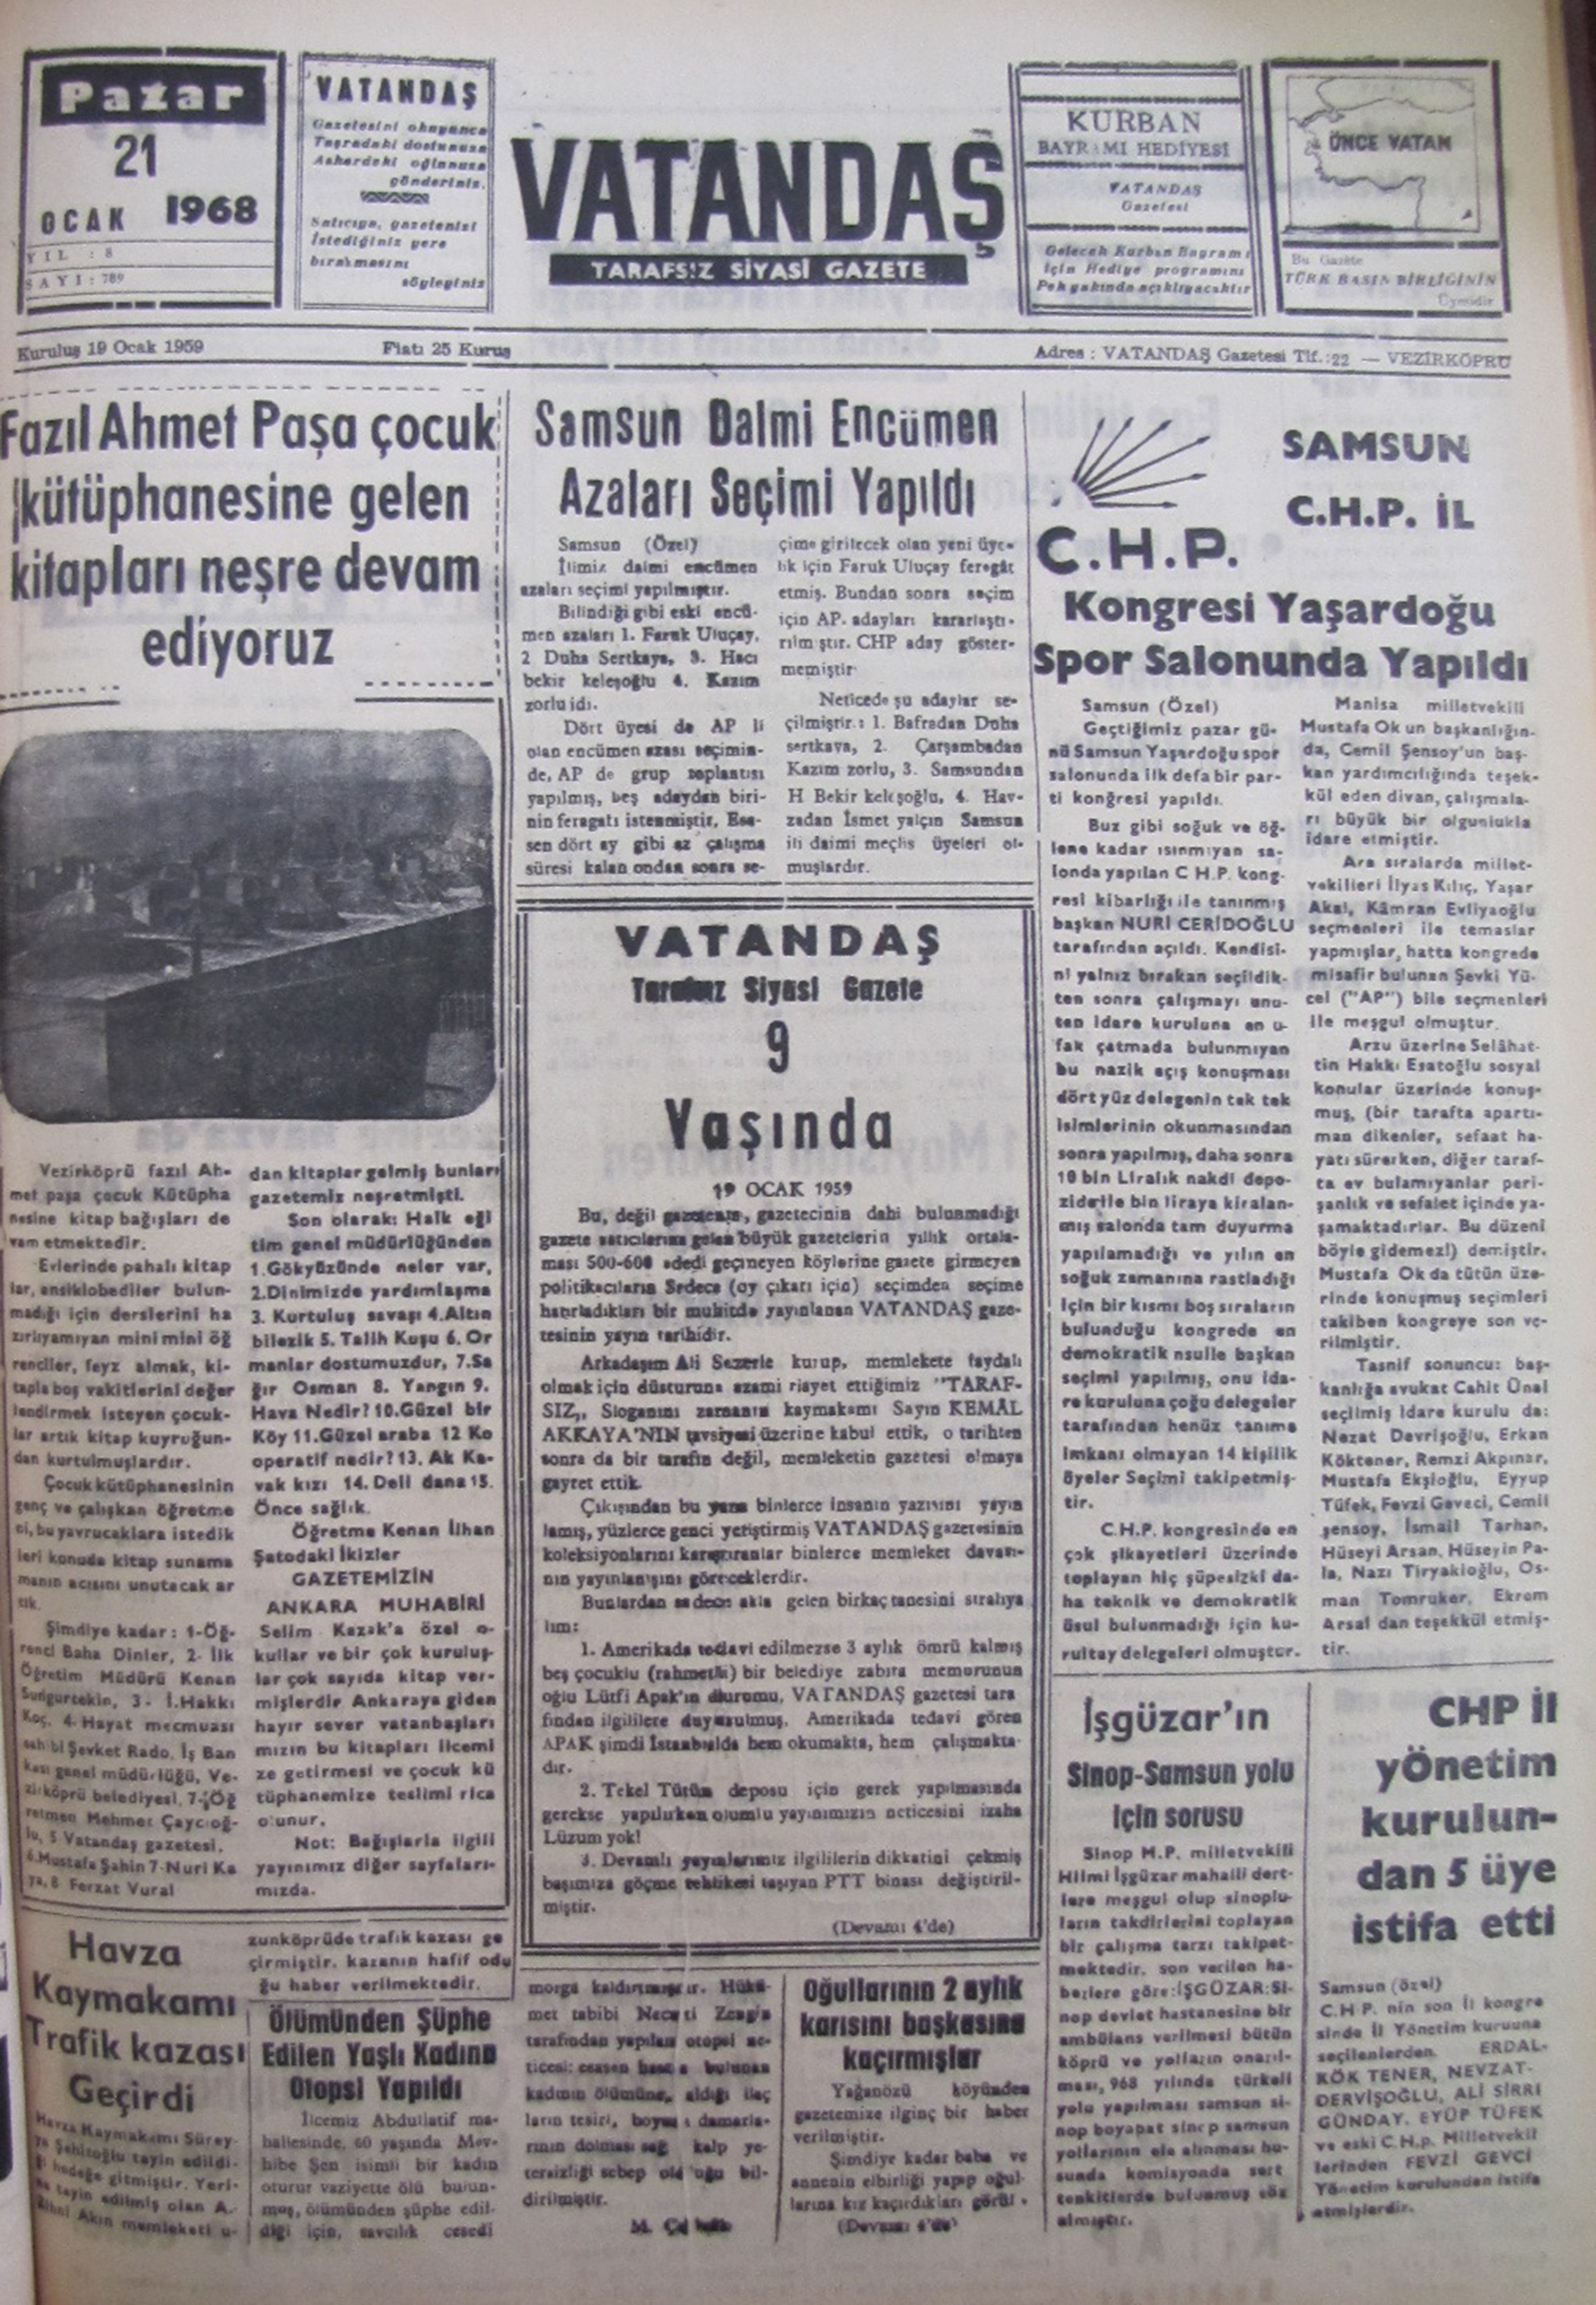 Pazar
21
OCAK 1968
YIL : 8
SAYI : 789
VATANDAŞ
Gazetesini okuyunca
Taşradaki dostunuza
Askerdeki oğlunuza
gönderiniz.
Satıcıya, gazetenizi
İstediğiniz yere
bırakmasını
söyleyiniz
VATANDAŞ
TARAFSIZ SİYASİ GAZETE
KURBAN
BAYRAMI HEDİYESİ
VATANDAŞ
Gazetesi
Gelecek Kurban Bayramı
için Hediye programını
Pek yakında açıklıyacaktır
ÖNCE VATAN
Bu Gazete
TÜRK BASIN BİRLİĞİNİN
Üyesidir
Kuruluş 19 Ocak 1959
Fiatı 25 Kuruş
Adres : VATANDAŞ Gazetesi Tlf.:22 — VEZİRKÖPRÜ
Fazıl Ahmet Paşa çocuk
kütüphanesine gelen
kitapları neşre devam
ediyoruz
Vezirköprü fazıl Ah-
met paşa çocuk Kütüpha
nesine kitap bağışları de
vam etmektedir.
Evlerinde pahalı kitap
lar, ansiklobediler bulun-
madığı için derslerini ha
zırlıyamıyan mini mini öğ
renciler, feyz almak, ki-
tapla boş vakitlerini değer
lendirmek isteyen çocuk-
lar artık kitap kuyruğun-
dan kurtulmuşlardır.
Çocuk kütüphanesinin
genç ve çalışkan öğretme
ni, bu yavrucaklara istedik
leri konuda kitap sunama
manın acısını unutacak ar
tık.
Şimdiye kadar : 1-Öğ-
renci Baha Dinler, 2- İlk
Öğretim Müdürü Kenan
Sungurtekin, 3- İ.Hakkı
Koç, 4-Hayat mecmuası
sahibi Şevket Rado, İş Ban
kası genel müdürlüğü, Ve-
zirköprü belediyesi, 7-Öğ
retmen Mehmet Çaycıoğ-
lu, 5 Vatandaş gazetesi,
6.Mustafa Şahin 7-Nuri Ka
ya, 8 Ferzat Vural
dan kitaplar gelmiş bunları
gazetemiz neşretmişti.
Son olarak: Halk eği
tim genel müdürlüğünden
1.Gökyüzünde neler var,
2.Dinimizde yardımlaşma
3. Kurtuluş savaşı 4.Altın
bilezik 5. Talih Kuşu 6. Or
manlar dostumuzdur, 7.Sa
ğır Osman 8. Yangın 9.
Hava Nedir? 10.Güzel bir
Köy 11.Güzel araba 12 Ko
operatif nedir? 13. Ak Ka-
vak kızı 14. Deli dana 15.
Önce sağlık.
Öğretme Kenan İlhan
Şatodaki İkizler
GAZETEMİZİN
ANKARA MUHABİRİ
Selim Kazak'a özel o-
kullar ve bir çok kuruluş-
lar çok sayıda kitap ver-
mişlerdir Ankaraya giden
hayır sever vatanbaşları
mızın bu kitapları ilcemi
ze getirmesi ve çocuk kü
tüphanemize teslimi rica
olunur.
Not: Bağışlarla ilgili
yayınımız diğer sayfaları-
mızda.
Samsun Dalmi Encümen
Azaları Seçimi Yapıldı
Samsun (Özel)
İlimiz daimi encümen
azaları seçimi yapılmıştır.
Bilindiği gibi eski encü-
men azaları 1. Faruk Uluçay,
2 Duha Sertkaya, 3. Hacı
bekir keleşoğlu 4. Kazım
zorlu idi.
Dört üyesi de AP li
olan encümen azası seçimin-
de, AP de grup toplantısı
yapılmış, beş adaydan biri-
nin feragatı istenmiştir. Esa-
sen dört ay gibi az çalışma
süresi kalan ondan sonra se-
çime girilecek olan yeni üye-
lik için Faruk Uluçay feregât
etmiş. Bundan sonra seçim
için AP. adayları kararlaştı-
rılmıştır. CHP aday göster-
memiştir
Neticede şu adaylar se-
çilmiştir.: 1. Bafradan Duha
sertkava, 2. Çarşambadan
Kazım zorlu, 3. Samsundan
H Bekir keleşoğlu, 4. Hav-
zadan İsmet yalçın Samsun
ili daimi meclis üyeleri ol-
muşlardır.
VATANDAŞ
Tarafsız Siyasi Gazete
9
Yaşında
19 OCAK 1959
Bu, değil gazetenin, gazetecinin dahi bulunmadığı
gazete satıcılarına gelen büyük gazetelerin yıllık ortala-
ması 500-600 adedi geçmeyen köylerine gazete girmeyen
politikacıların Sedece (oy çıkatı için) seçimden seçime
hatırladıkları bir muhitde yayınlanan VATANDAŞ gaze-
tesinin yayın tarihidir.
Arkadaşım Ali Sezerle kurup, memlekete faydalı
olmak için düsturuna azami riayet ettiğimiz "TARAF-
SIZ,, Sloganını zamanın kaymakamı Sayın KEMAL
AKKAYA'NIN tavsiyesi üzerine kabul ettik, o tarihten
sonra da bir tarafın değil, memleketin gazetesi olmaya
gayret ettik.
Çıkışından bu yana binlerce insanın yazısını yayın
lamış, yüzlerce genci yetiştirmiş VATANDAŞ gazetesinin
koleksiyonlarını karıştıranlar binlerce memleket davası-
nın yayınlanışını göreceklerdir.
Bunlardan sadece akla gelen birkaç tanesini sıralıya
lım:
1. Amerikada tedavi edilmezse 3 aylık ömrü kalmış
beş çocuklu (rahmetli) bir belediye zabıta memurunun
oğlu Lütfi Apak'ın durumu, VATANDAŞ gazetesi tara
fından ilgililere duyurulmuş, Amerikada tedavi gören
APAK şimdi İstanbulda hem okumakta, hem çalışmakta-
dır.
2. Tekel Tütün deposu için gerek yapılmasında
gerekse yapılırken olumlu yayınımızın neticesini izaha
Lüzum yok!
3. Devamlı yayınlarımız ilgililerin dikkatini çekmiş
başımıza göçme tehlikesi taşıyan PTT binası değiştiril-
miştir.
(Devamı 4'de)
C.H.P.
SAMSUN
C.H.P. İL
Kongresi Yaşardoğu
Spor Salonunda Yapıldı
Samsun (Özel)
Geçtiğimiz pazar gü-
nü Samsun Yaşardoğu spor
salonunda ilk defa bir par-
ti konğresi yapıldı.
Buz gibi soğuk ve öğ-
lene kadar ısınmıyan sa-
londa yapılan C H.P. kong-
resi kibarlığı ile tanınmış
başkan NURİ CERİDOĞLU
tarafından açıldı. Kendisi-
ni yalnız bırakan seçildik-
ten sonra çalışmayı unu-
tan idare kuruluna en u-
fak çatmada bulunmıyan
bu nazik açış konuşması
dört yüz delegenin tek tek
isimlerinin okunmasından
sonra yapılmış, daha sonra
10 bin Liralık nakdi depo-
zidelle bin liraya kiralan-
mış salonda tam duyurma
yapılamadığı ve yılın en
soğuk zamanına rastladığı
için bir kısmı boş sıraların
bulunduğu kongrede en
demokratik nsulle başkan
seçimi yapılmış, onu ida-
re kuruluna çoğu delegeler
tarafından henüz tanıma
imkanı olmayan 14 kişilik
üyeler Seçimi takipetmiş-
tir.
C.H.P. kongresinde en
çok şikayetleri üzerinde
toplayan hiç şüpesizki da-
ha teknik ve demokratik
üsul bulunmadığı için ku-
rultay delegeleri olmuştur.
Manisa milletvekili
Mustafa Ok un başkanlığın-
da, Cemil Şensoy'un baş-
kan yardımcılığında teşek-
kül eden divan, çalışmala-
rı büyük bir olgunlukla
idare etmiştir.
Ara sıralarda millet-
vekilleri İlyas Kılıç, Yaşar
Akal, Kâmran Evliyaoğlu
seçmenleri ile temaslar
yapmışlar, hatta kongrede
misafir bulunan Şevki Yü-
cel ("AP") bile seçmenleri
ile meşgul olmuştur.
Arzu üzerine Selâhat-
tin Hakkı Esatoğlu sosyal
konular üzerinde konuş-
muş, (bir tarafta apartı-
man dikenler, sefaat ha-
yatı sürerken, diğer taraf-
ta ev bulamıyanlar peri-
şanlık ve sefalet içinde ya-
şamaktadırlar. Bu düzeni
böyle gidemez!) demiştir.
Mustafa Ok da tütün üze-
rinde konuşmuş seçimleri
takiben kongreye son ve-
rilmiştir.
Tasnif sonuncu: baş-
kanlığa avukat Cahit Ünal
seçilmiş idare kurulu da:
Nezat Devrişoğlu, Erkan
Köktener, Remzi Akpınar,
Mustafa Ekşioğlu, Eyyup
Tüfek, Fevzi Geveci, Cemil
şensoy, İsmail Tarhan,
Hüseyi Arsan, Hüseyin Pa-
la, Nazı Tiryakioğlu, Os-
man Tomruker, Ekrem
Arsal dan teşekkül etmiş-
tir.
İşgüzar'ın
Sinop-Samsun yolu
için sorusu
Sinop M.P. milletvekili
Hilmi İşgüzar mahalli dert-
lere meşgul olup sinoplu-
ların takdirlerini toplayan
bir çalışma tarzı takipet-
mektedir. son verilen ha-
berlere göre: İŞGÜZAR: Si-
nop devlet hastanesine bir
ambülans verilmesi bütün
köprü ve yolların onarıl-
ması, 968 yılında türkeli
yolu yapılması samsun si-
nop boyabat sinop samsun
yollarının ele alınması hu-
susunda komisyonda sert
tenkitlerde bulunmuş söz
almıştır.
CHP İl
yÖnetim
kurulun-
dan 5 üye
istifa etti
Samsun (özel)
C.H P. nin son İl kongre
sinde İl Yönetim kuruuna
seçilenlerden. ERDAL-
KÖK TENER, NEVZAT-
DERVİŞOĞLU, ALİ SİRRI
GÜNDAY, EYÜP TÜFEK
ve eski C.H.p. Milletvekil
lerinden FEVZİ GEVCİ
Yönetim kurulundan istifa
etmişlerdir.
Havza
Kaymakamı
Trafik kazası
Geçirdi
Havza Kaymakamı Sürey-
ya Şehitoğlu tayin edildi-
ği hedefe gitmiştir. Yeri-
ne tayin edilmiş olan A.
Zihni Akın memleketi u-
zunköprüde trafik kazası ge
çirmiştir. kazanın hafif odu
ğu haber verilmektedir.
Ölümünden Şüphe
Edilen Yaşlı Kadına
Otopsi Yapıldı
İlcemiz Abdullatif ma-
hallesinde, 60 yaşında Mev-
hibe Şen isimli bir kadın
oturur vaziyette ölü bulun-
muş, ölümünden şüphe edil-
diği için, savcılık cesedi
morga kaldırtmıştır. Hükü-
met tabibi Necati Zengin
tarafından yapılan otopsi ne-
ticesi: esasen hasta bulunan
kadının ölümüne, aldığı ilaç
ların tesiri, boyun damarla-
rının dolması sağ kalp ye-
tersizliği sebep olduğu bil-
dirilmiştir.
M.
Oğullarının 2 aylık
karısını başkasına
kaçırmışlar
Yağınözü köyünden
gazetemize ilginç bir haber
verilmiştir.
Şimdiye kadar baba ve
annenin elbirliği yapıp oğul-
larına kız kaçırdıkları görül-
(Devamı 4'de)